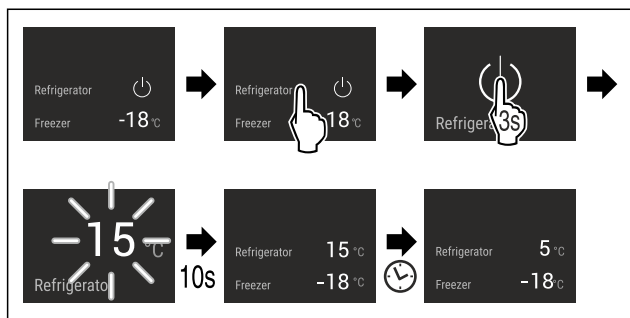 Refrigerator
Freezer -18 °C
Refrigerator
Freezer 18 °C
Refrigera 3s
15 °C
Refrigerato
10s
Refrigerator 15 °C
Freezer -18 °C
Refrigerator 5 °C
Freezer -18 °C